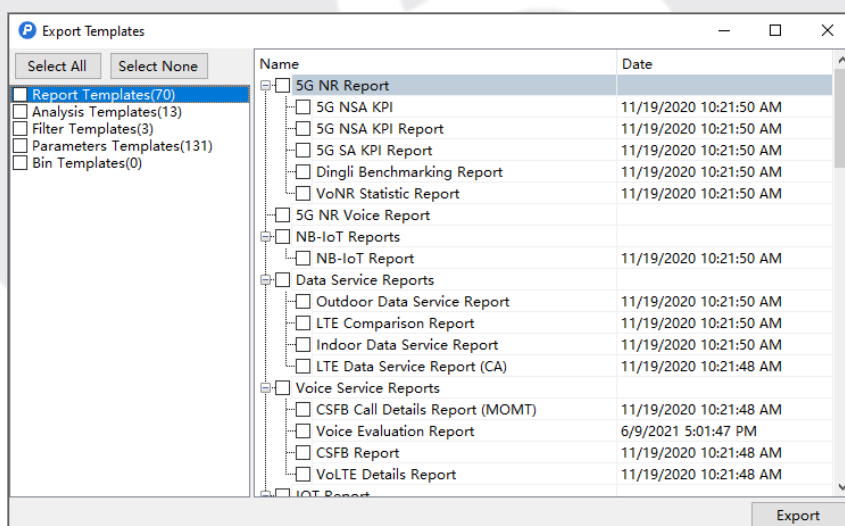 Export Templates
Select All Select None
Report Templates(70)
Analysis Templates(13)
Filter Templates(3)
Parameters Templates(131)
Bin Templates(0)
Name Date
5G NR Report
5G NSA KPI 11/19/2020 10:21:50 AM
5G NSA KPI Report 11/19/2020 10:21:50 AM
5G SA KPI Report 11/19/2020 10:21:50 AM
Dingli Benchmarking Report 11/19/2020 10:21:50 AM
VoNR Statistic Report 11/19/2020 10:21:50 AM
5G NR Voice Report
NB-IoT Reports
NB-IoT Report 11/19/2020 10:21:50 AM
Data Service Reports
Outdoor Data Service Report 11/19/2020 10:21:50 AM
LTE Comparison Report 11/19/2020 10:21:50 AM
Indoor Data Service Report 11/19/2020 10:21:50 AM
LTE Data Service Report (CA) 11/19/2020 10:21:48 AM
Voice Service Reports
CSFB Call Details Report (MOMT) 11/19/2020 10:21:48 AM
Voice Evaluation Report 6/9/2021 5:01:47 PM
CSFB Report 11/19/2020 10:21:48 AM
VoLTE Details Report 11/19/2020 10:21:48 AM
IOT Report
Export